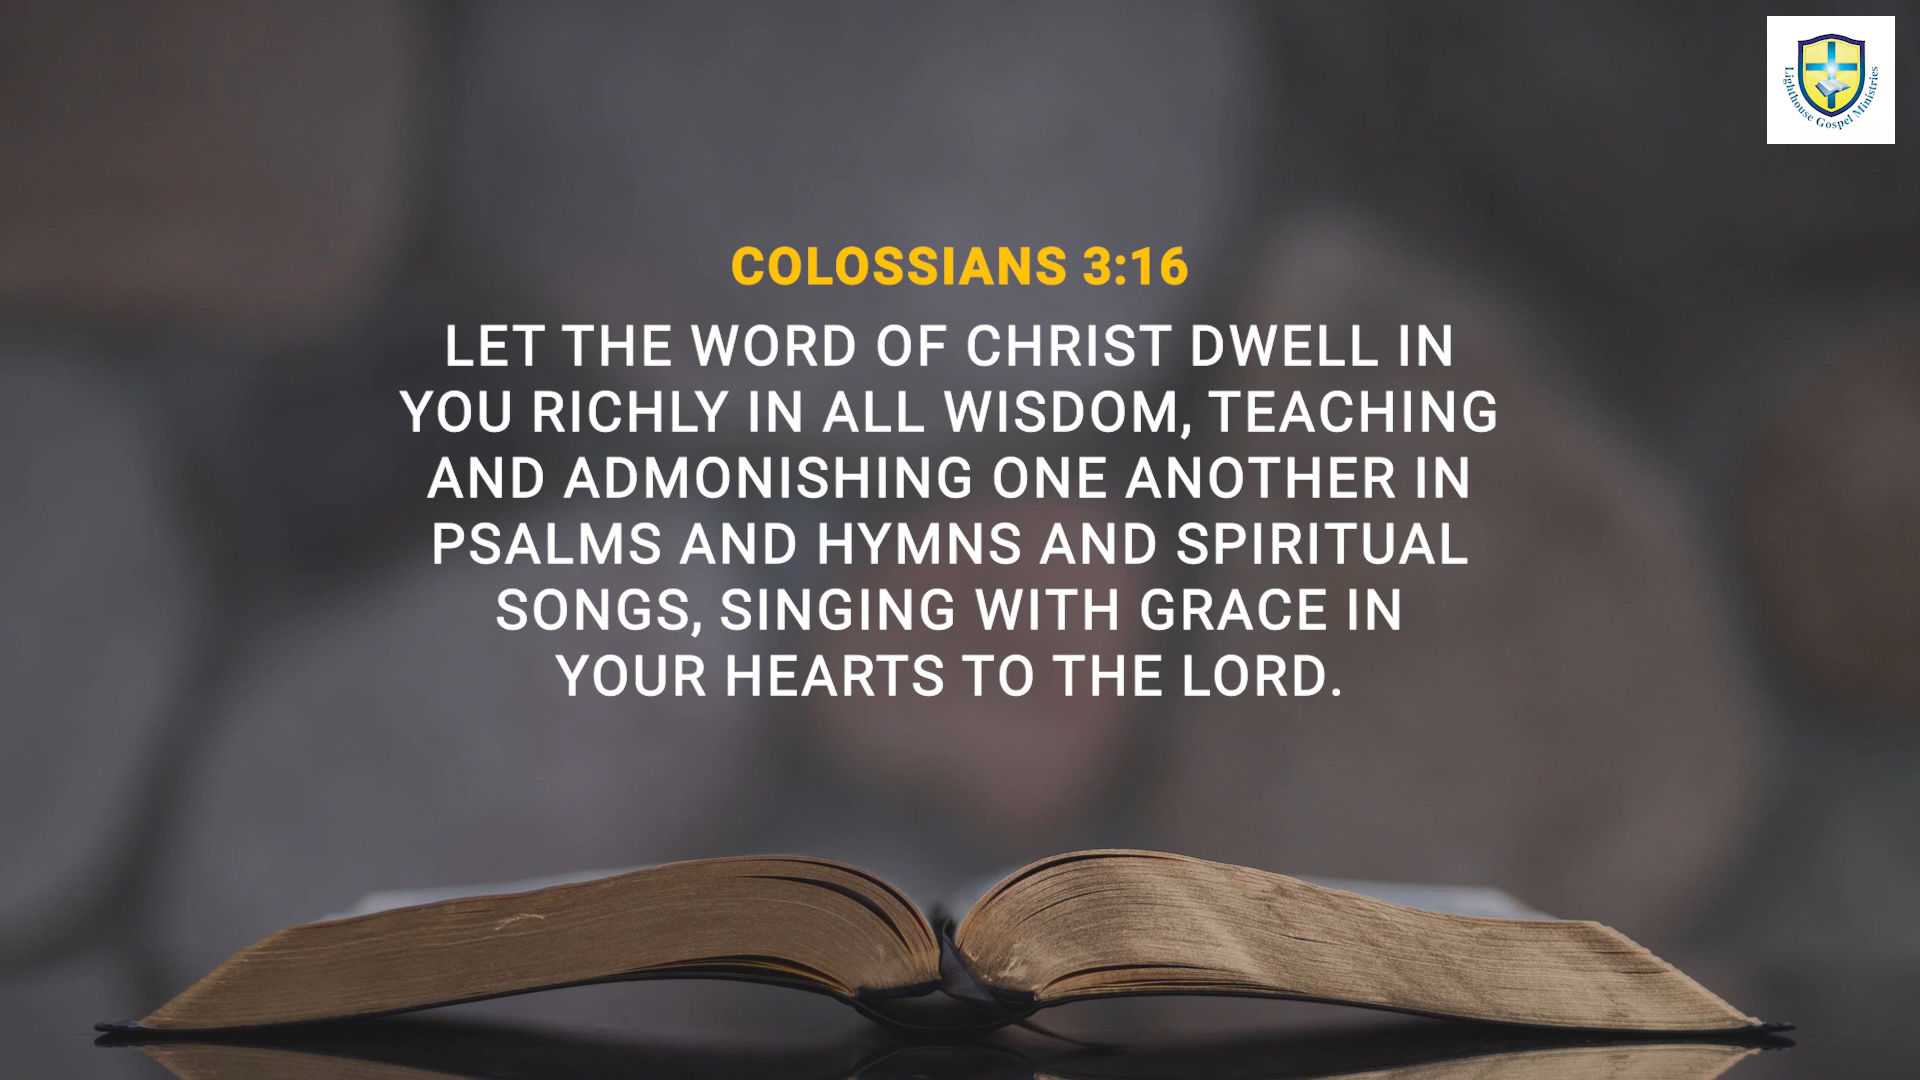 Lighthouse Gospel Ministries
COLOSSIANS 3:16
LET THE WORD OF CHRIST DWELL IN
YOU RICHLY IN ALL WISDOM, TEACHING
AND ADMONISHING ONE ANOTHER IN
PSALMS AND HYMNS AND SPIRITUAL
SONGS, SINGING WITH GRACE IN
YOUR HEARTS TO THE LORD.